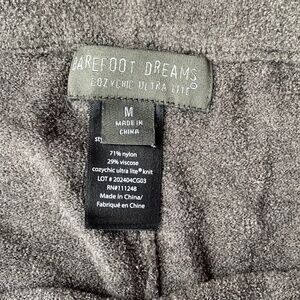 BAREFOOT DREAMS
COZYCHIC ULTRA LITE®
M
MADE IN
CHINA
71% nylon
29% viscose
cozychic ultra lite® knit
LOT # 202404CG03
RN#111248
Made in China/
Fabriqué en Chine